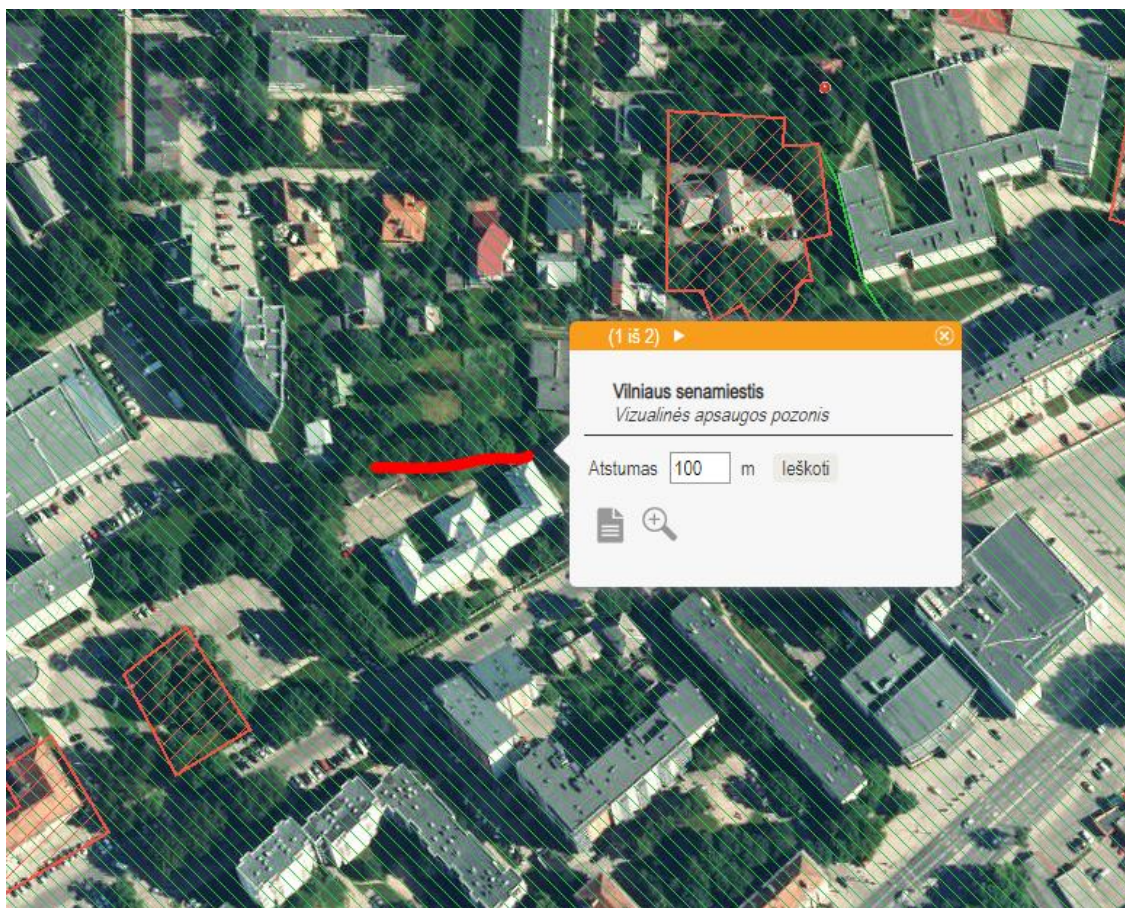 (1 iš 2)
Vilniaus senamiestis
Vizualinės apsaugos pozonis
Atstumas 100 m Ieškoti